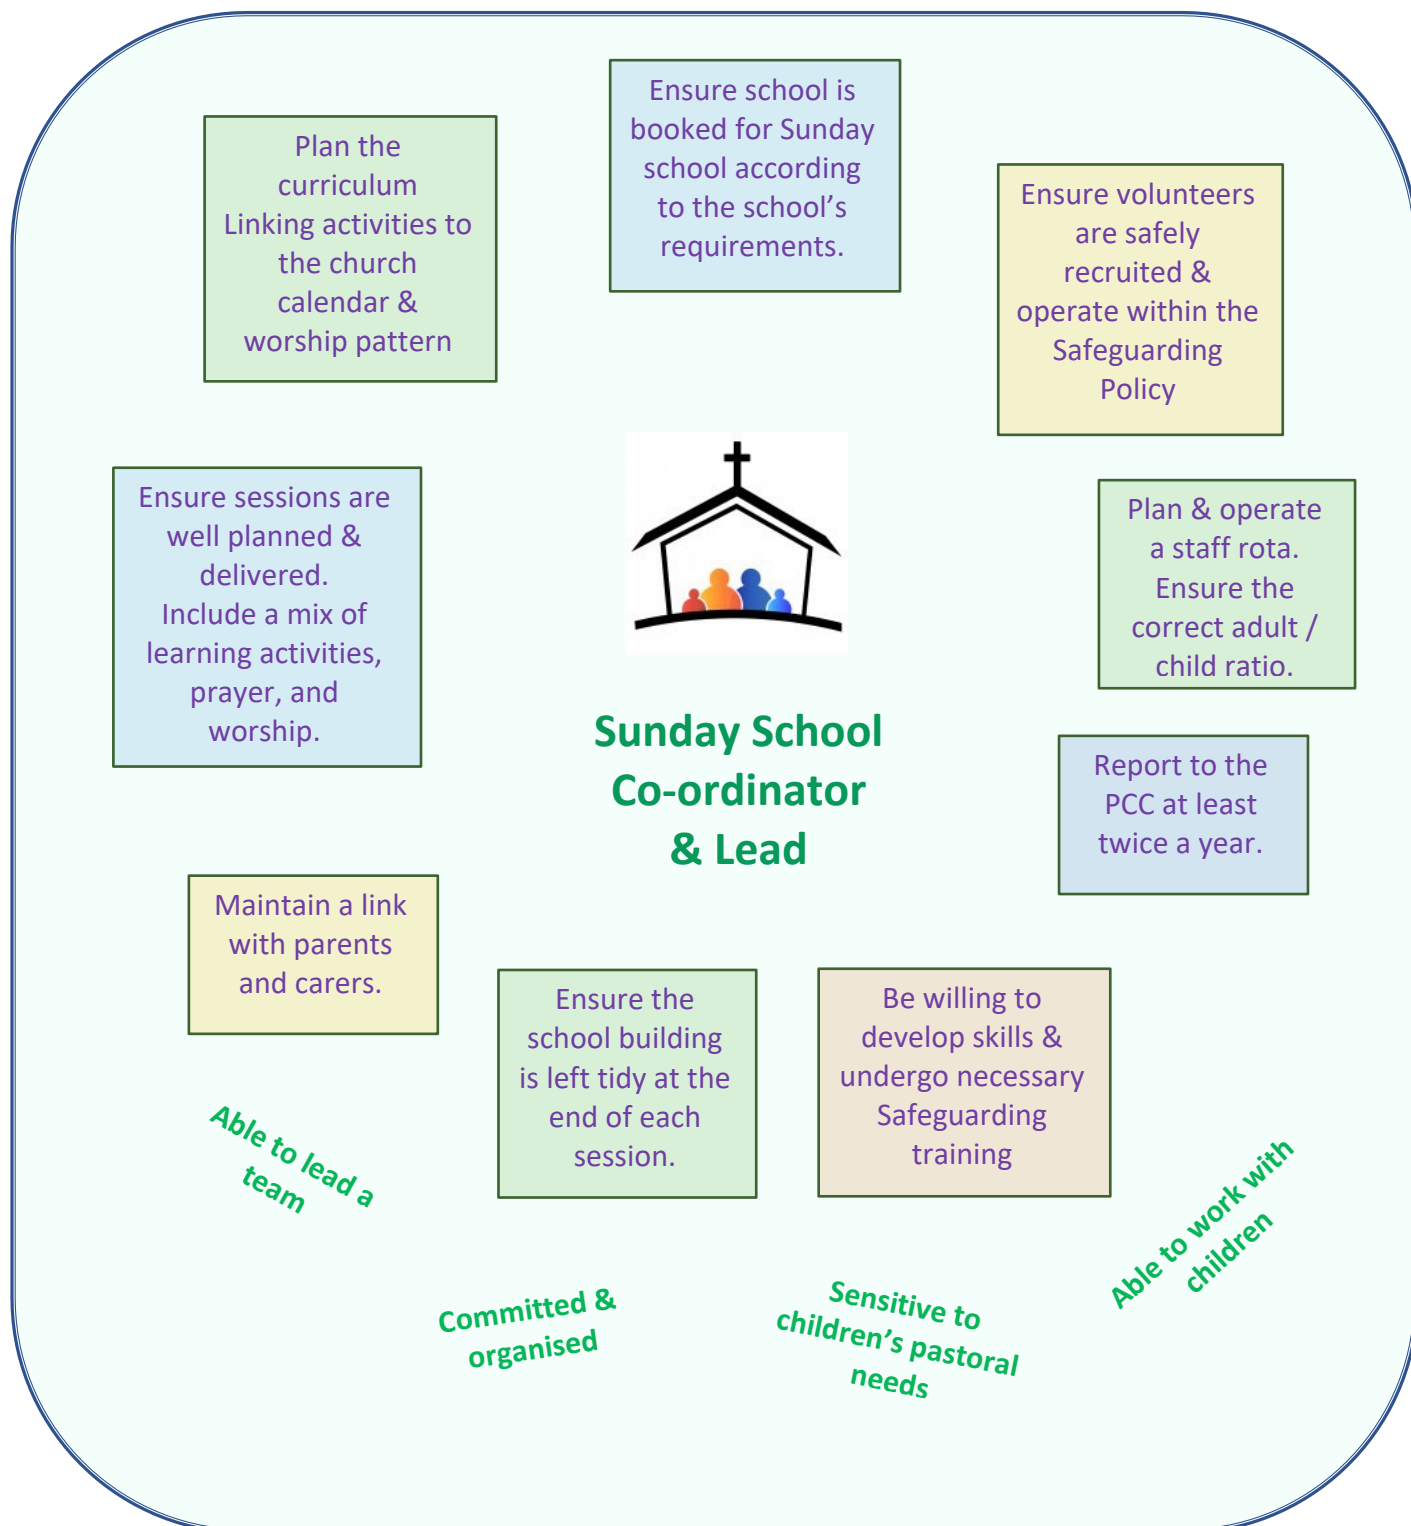 Ensure school is
booked for Sunday
school according
to the school’s
requirements.
Plan the
curriculum
Linking activities to
the church
calendar &
worship pattern
Ensure volunteers
are safely
recruited &
operate within the
Safeguarding
Policy
Ensure sessions are
well planned &
delivered.
Include a mix of
learning activities,
prayer, and
worship.
Plan & operate
a staff rota.
Ensure the
correct adult /
child ratio.
Sunday School
Co-ordinator
& Lead
Report to the
PCC at least
twice a year.
Maintain a link
with parents
and carers.
Ensure the
school building
is left tidy at the
end of each
session.
Be willing to
develop skills &
undergo necessary
Safeguarding
training
Able to lead a
team
Able to work with
children
Committed &
organised
Sensitive to
children’s pastoral
needs